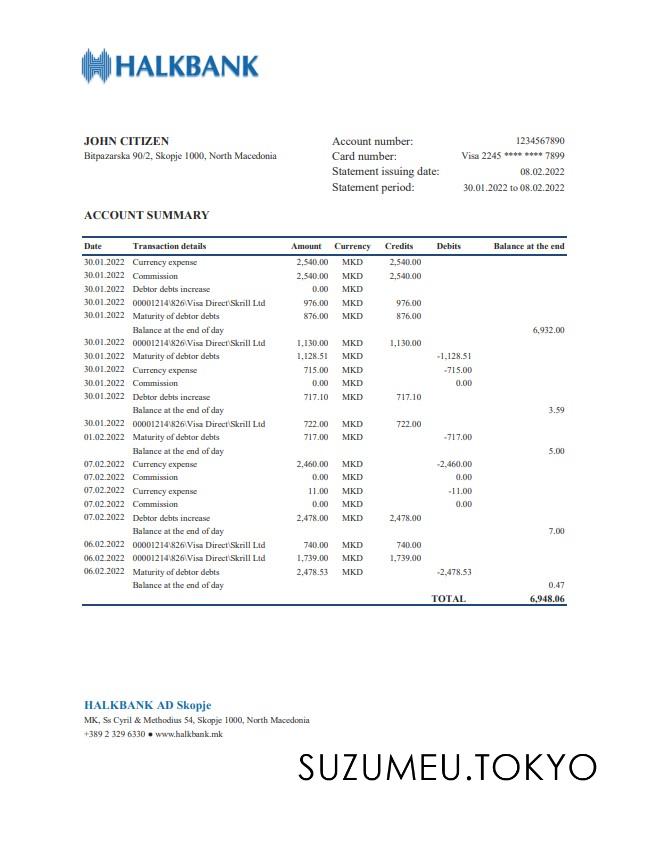 HALKBANK
JOHN CITIZEN
Bitpazarska 90/2, Skopje 1000, North Macedonia
Account number: 1234567890
Card number: Visa 2245 **** **** 7899
Statement issuing date: 08.02.2022
Statement period: 30.01.2022 to 08.02.2022
ACCOUNT SUMMARY
Date Transaction details Amount Currency Credits Debits Balance at the end
30.01.2022 Currency expense 2,540.00 MKD 2,540.00
30.01.2022 Commission 2,540.00 MKD 2,540.00
30.01.2022 Debtor debts increase 0.00 MKD
30.01.2022 00001214\826\Visa Direct\Skrill Ltd 976.00 MKD 976.00
30.01.2022 Maturity of debtor debts 876.00 MKD 876.00
Balance at the end of day 6,932.00
30.01.2022 00001214\826\Visa Direct\Skrill Ltd 1,130.00 MKD 1,130.00
30.01.2022 Maturity of debtor debts 1,128.51 MKD -1,128.51
30.01.2022 Currency expense 715.00 MKD -715.00
30.01.2022 Commission 0.00 MKD 0.00
30.01.2022 Debtor debts increase 717.10 MKD 717.10
Balance at the end of day 3.59
30.01.2022 00001214\826\Visa Direct\Skrill Ltd 722.00 MKD 722.00
01.02.2022 Maturity of debtor debts 717.00 MKD -717.00
Balance at the end of day 5.00
07.02.2022 Currency expense 2,460.00 MKD -2,460.00
07.02.2022 Commission 0.00 MKD 0.00
07.02.2022 Currency expense 11.00 MKD -11.00
07.02.2022 Commission 0.00 MKD 0.00
07.02.2022 Debtor debts increase 2,478.00 MKD 2,478.00
Balance at the end of day 7.00
06.02.2022 00001214\826\Visa Direct\Skrill Ltd 740.00 MKD 740.00
06.02.2022 00001214\826\Visa Direct\Skrill Ltd 1,739.00 MKD 1,739.00
06.02.2022 Maturity of debtor debts 2,478.53 MKD -2,478.53
Balance at the end of day 0.47
TOTAL 6,948.06
HALKBANK AD Skopje
MK, Ss Cyril & Methodius 54, Skopje 1000, North Macedonia
+389 2 329 6330 ● www.halkbank.mk
SUZUMEU.TOKYO